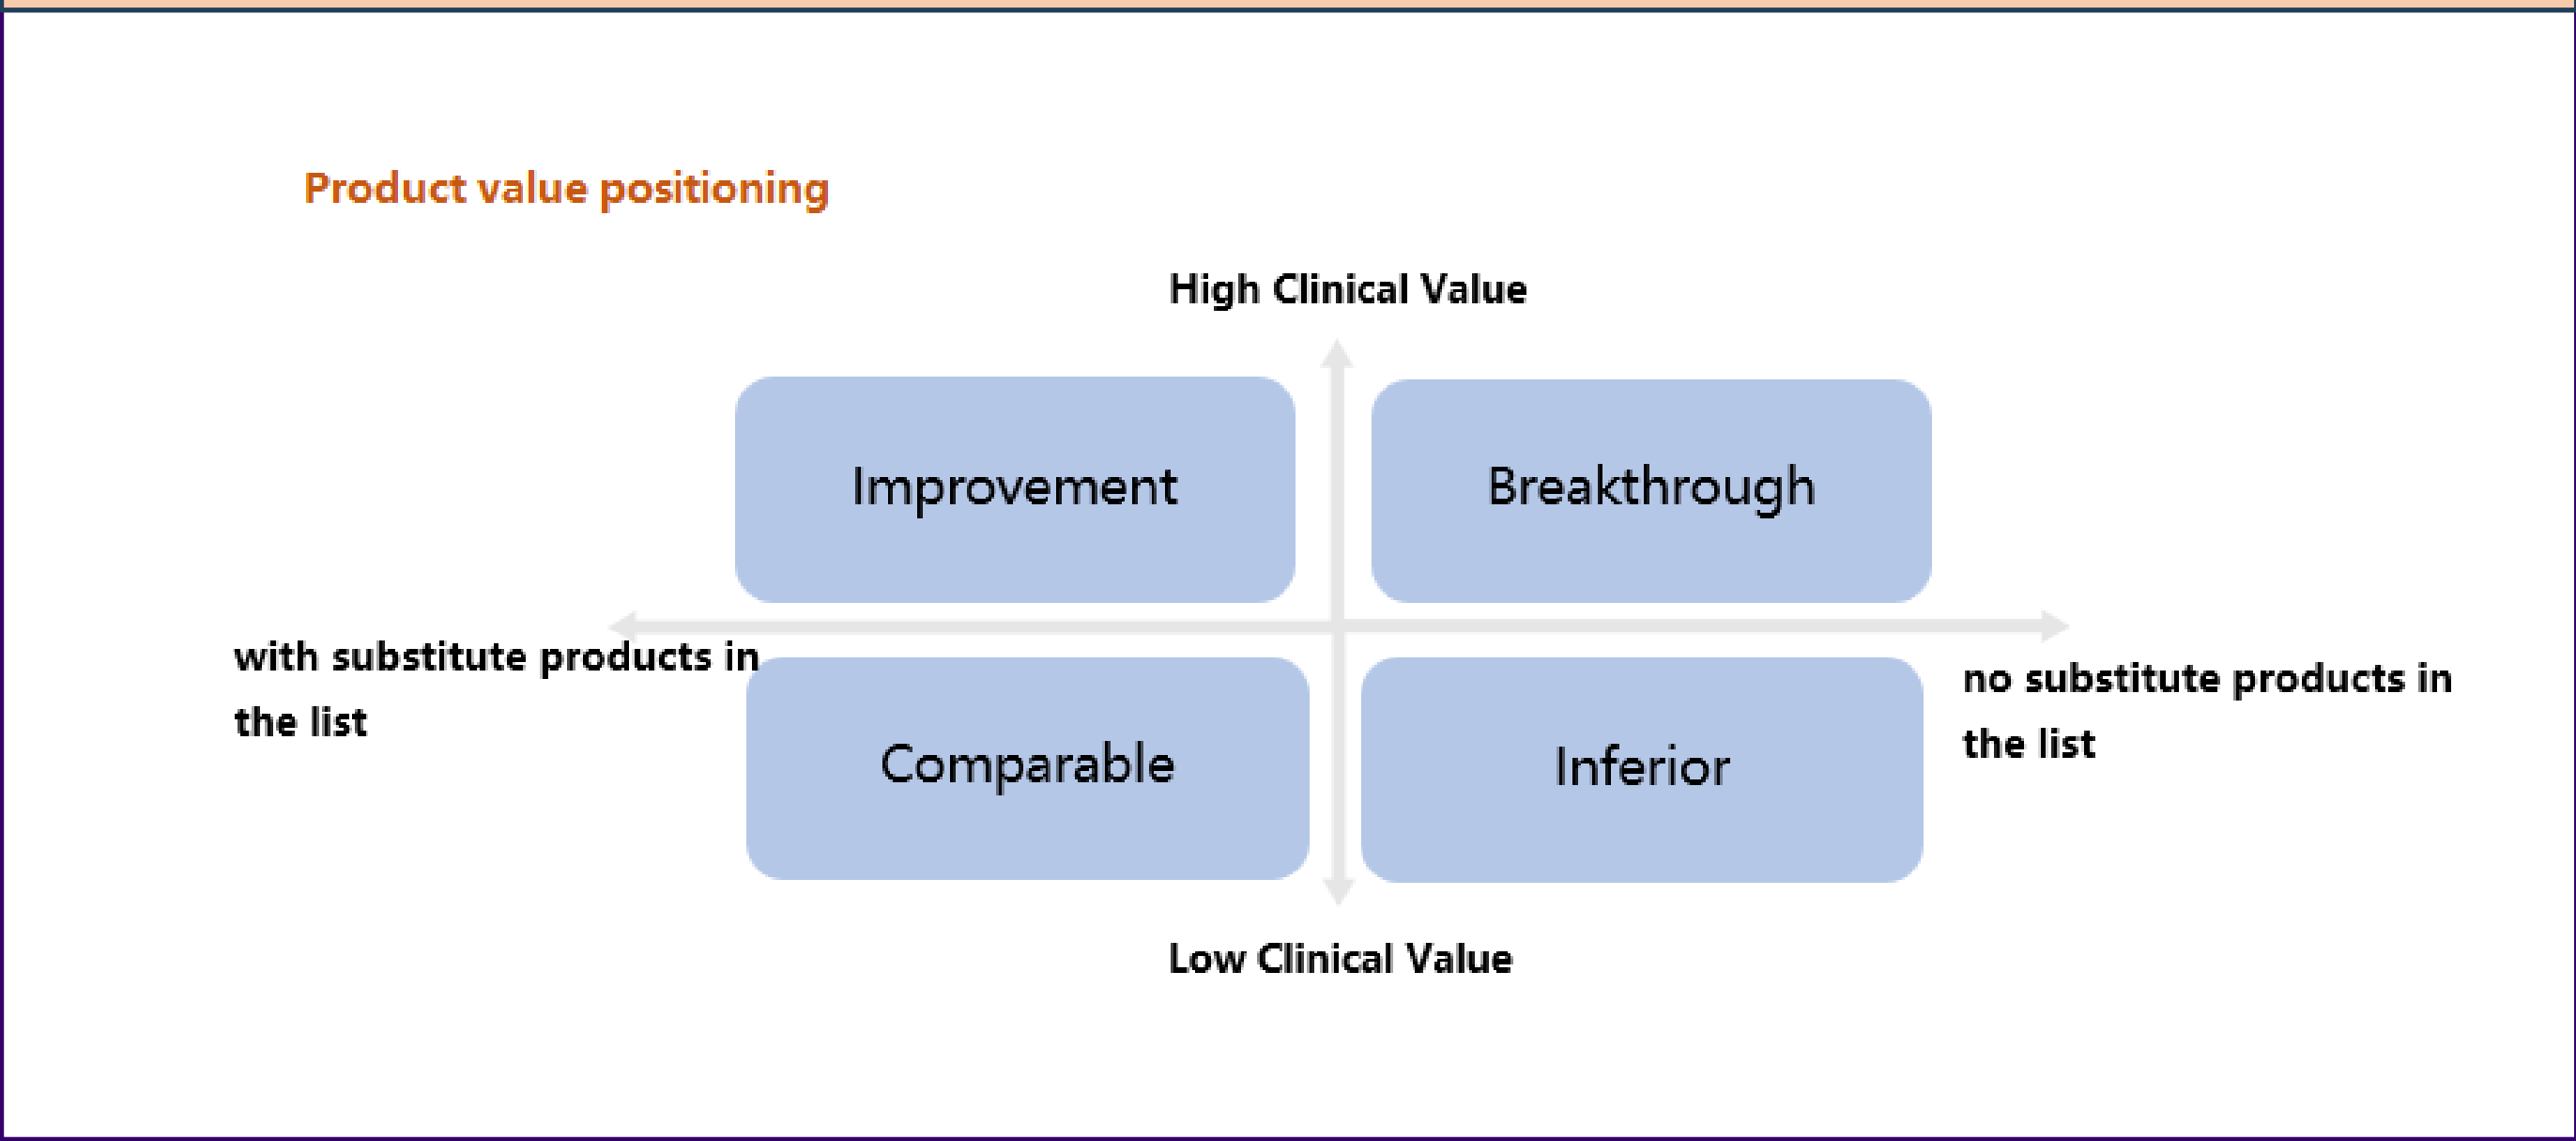 Product value positioning
High Clinical Value
Improvement
Breakthrough
with substitute products in
the list
no substitute products in
the list
Comparable
Inferior
Low Clinical Value